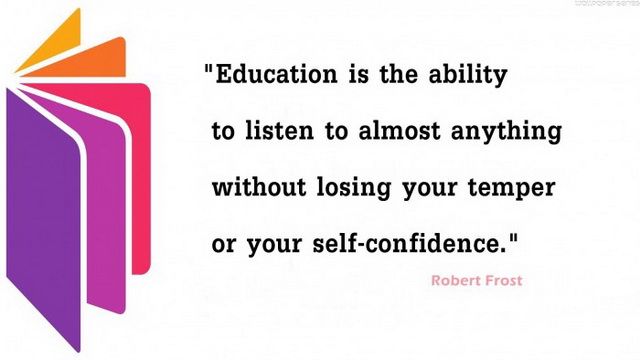 "Education is the ability
to listen to almost anything
without losing your temper
or your self-confidence."
Robert Frost